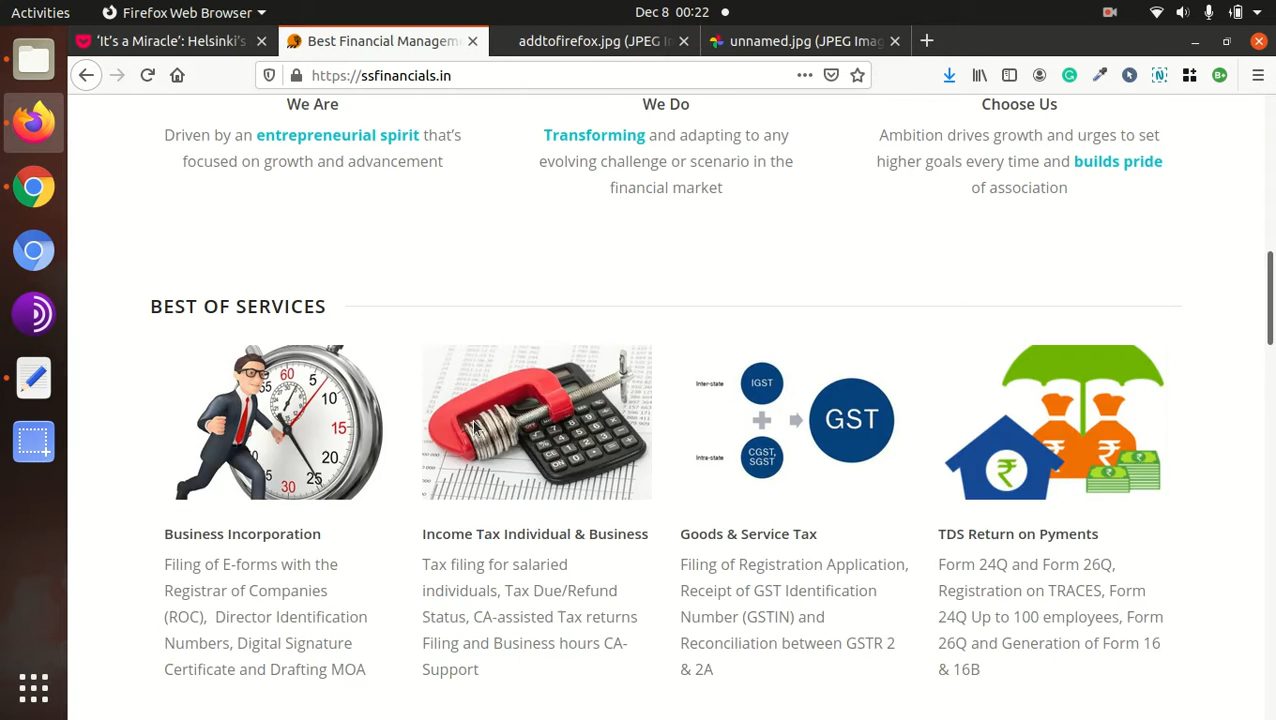 Activities
Firefox Web Browser
Dec 8 00:22
'It's a Miracle': Helsinki's
Best Financial Managem
addtofirefox.jpg (JPEG I
unnamed.jpg (JPEG Imag
https://ssfinancials.in
We Are
We Do
Choose Us
Driven by an entrepreneurial spirit that's
focused on growth and advancement
Transforming and adapting to any
evolving challenge or scenario in the
financial market
Ambition drives growth and urges to set
higher goals every time and builds pride
of association
BEST OF SERVICES
60
5
10
15
20
25
30
Inter-state
IGST
Intra-state
CGST,
SGST
GST
Business Incorporation
Filing of E-forms with the
Registrar of Companies
(ROC), Director Identification
Numbers, Digital Signature
Certificate and Drafting MOA
Income Tax Individual & Business
Tax filing for salaried
individuals, Tax Due/Refund
Status, CA-assisted Tax returns
Filing and Business hours CA-
Support
Goods & Service Tax
Filing of Registration Application,
Receipt of GST Identification
Number (GSTIN) and
Reconciliation between GSTR 2
& 2A
TDS Return on Pyments
Form 24Q and Form 26Q,
Registration on TRACES, Form
24Q Up to 100 employees, Form
26Q and Generation of Form 16
& 16B